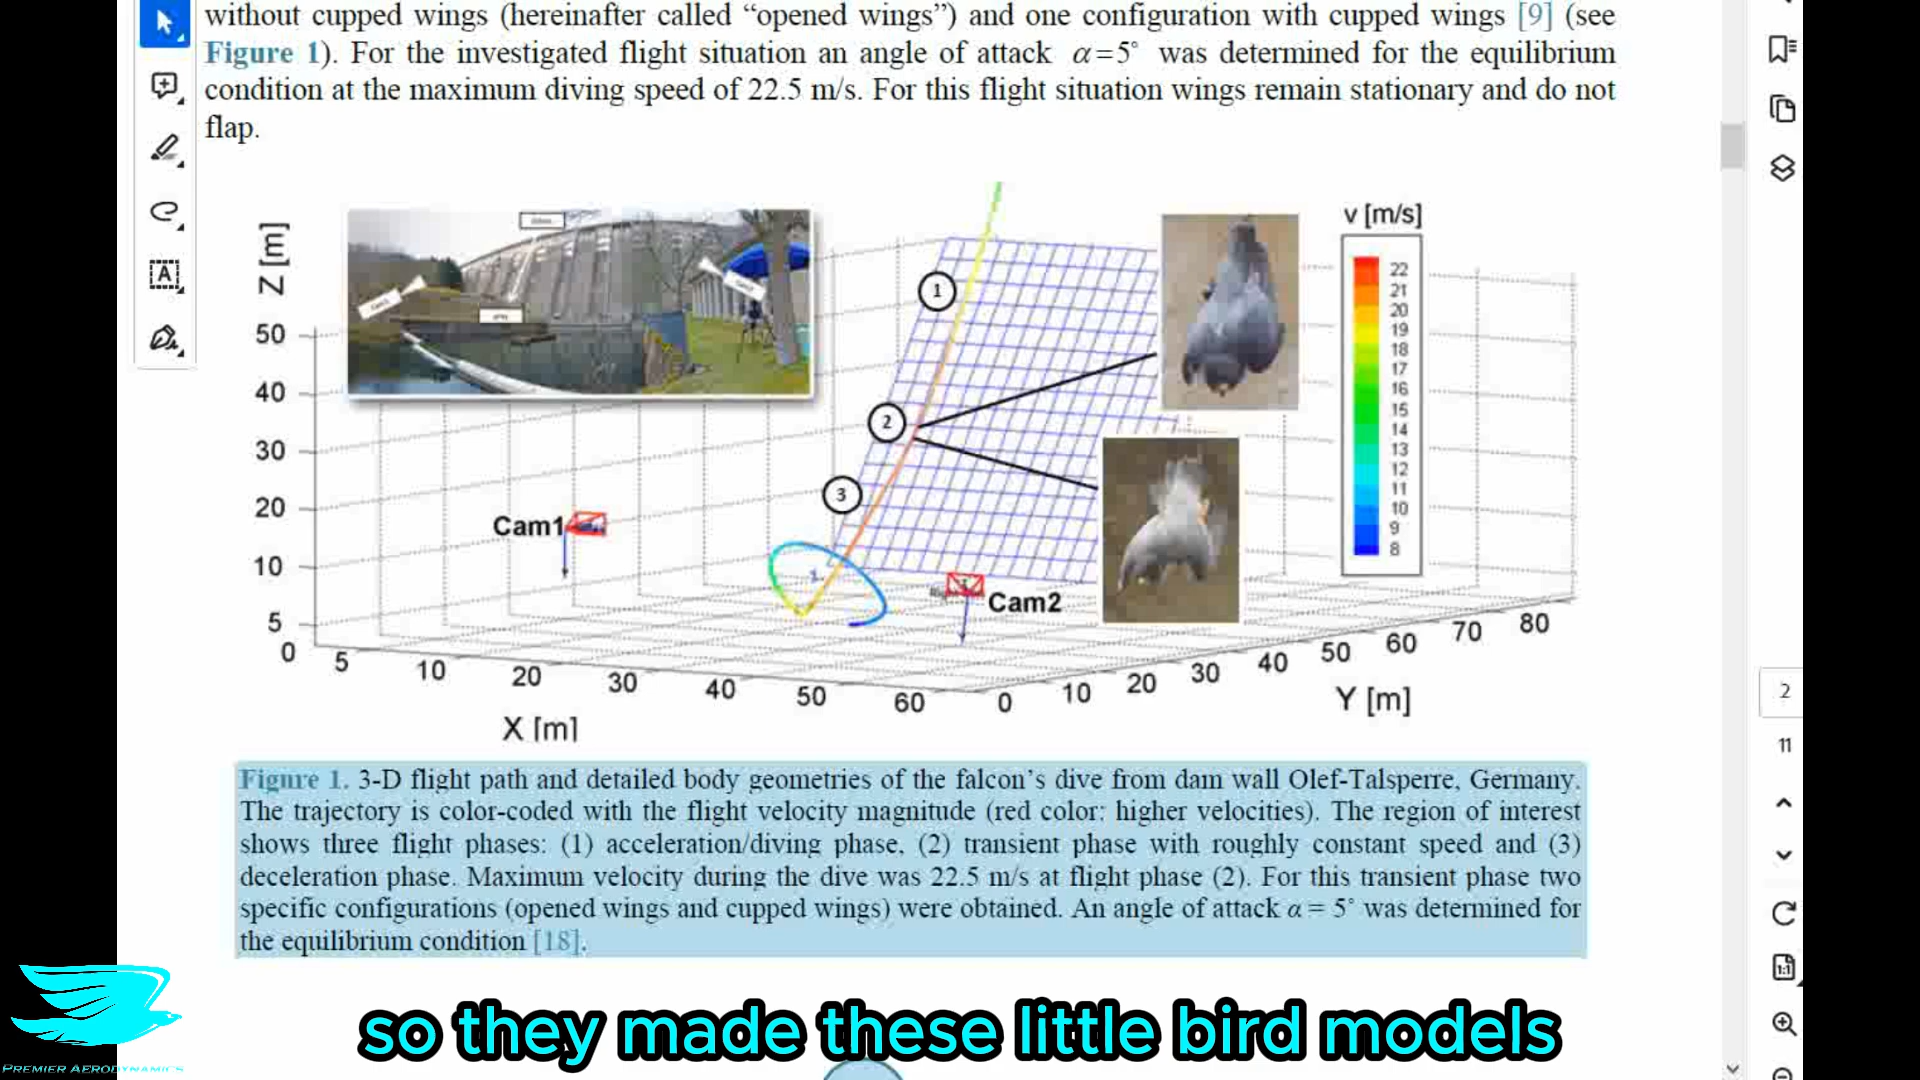 without cupped wings (hereinafter called “opened wings”) and one configuration with cupped wings [9] (see
Figure 1). For the investigated flight situation an angle of attack α=5° was determined for the equilibrium
condition at the maximum diving speed of 22.5 m/s. For this flight situation wings remain stationary and do not
flap.
Z [m]
50
40
30
20
10
5
0
5
10
20
30
40
50
60
X [m]
0
10
20
30
40
50
60
70
80
Y [m]
1
2
3
Cam1
Cam2
v [m/s]
22
21
20
19
18
17
16
15
14
13
12
11
10
9
8
Figure 1. 3-D flight path and detailed body geometries of the falcon’s dive from dam wall Olef-Talsperre, Germany.
The trajectory is color-coded with the flight velocity magnitude (red color: higher velocities). The region of interest
shows three flight phases: (1) acceleration/diving phase, (2) transient phase with roughly constant speed and (3)
deceleration phase. Maximum velocity during the dive was 22.5 m/s at flight phase (2). For this transient phase two
specific configurations (opened wings and cupped wings) were obtained. An angle of attack α = 5° was determined for
the equilibrium condition [18].
2
11
1:1
A
so they made these little bird models
PREMIER AERODYNAMICS